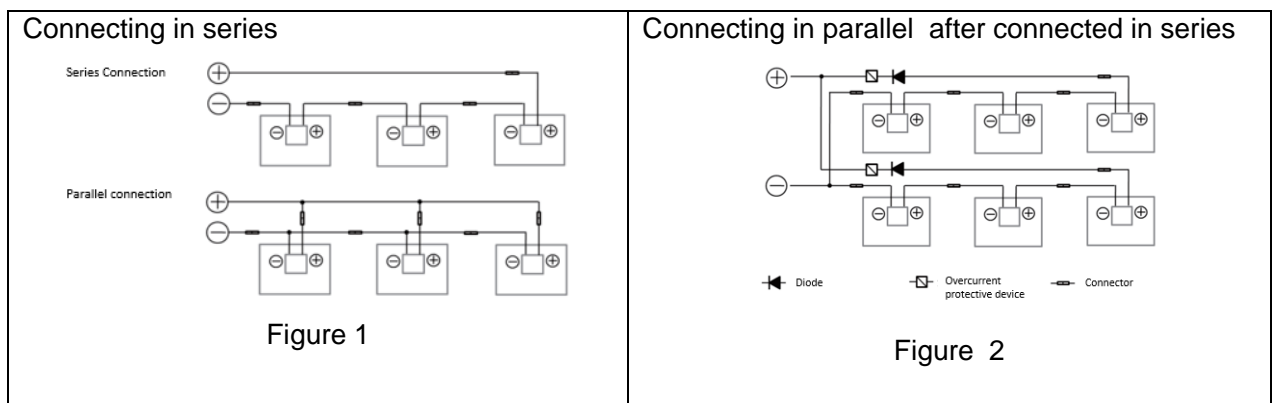 Connecting in series
Series Connection
Parallel connection
Figure 1
Connecting in parallel after connected in series
Diode
Overcurrent
protective device
Connector
Figure 2